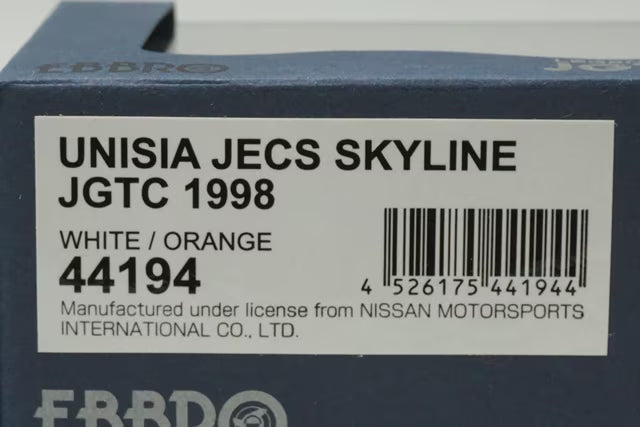 EBBRO
UNISIA JECS SKYLINE
JGTC 1998
WHITE / ORANGE
44194
4 526175 441944
Manufactured under license from NISSAN MOTORSPORTS
INTERNATIONAL CO., LTD.
EBBRO